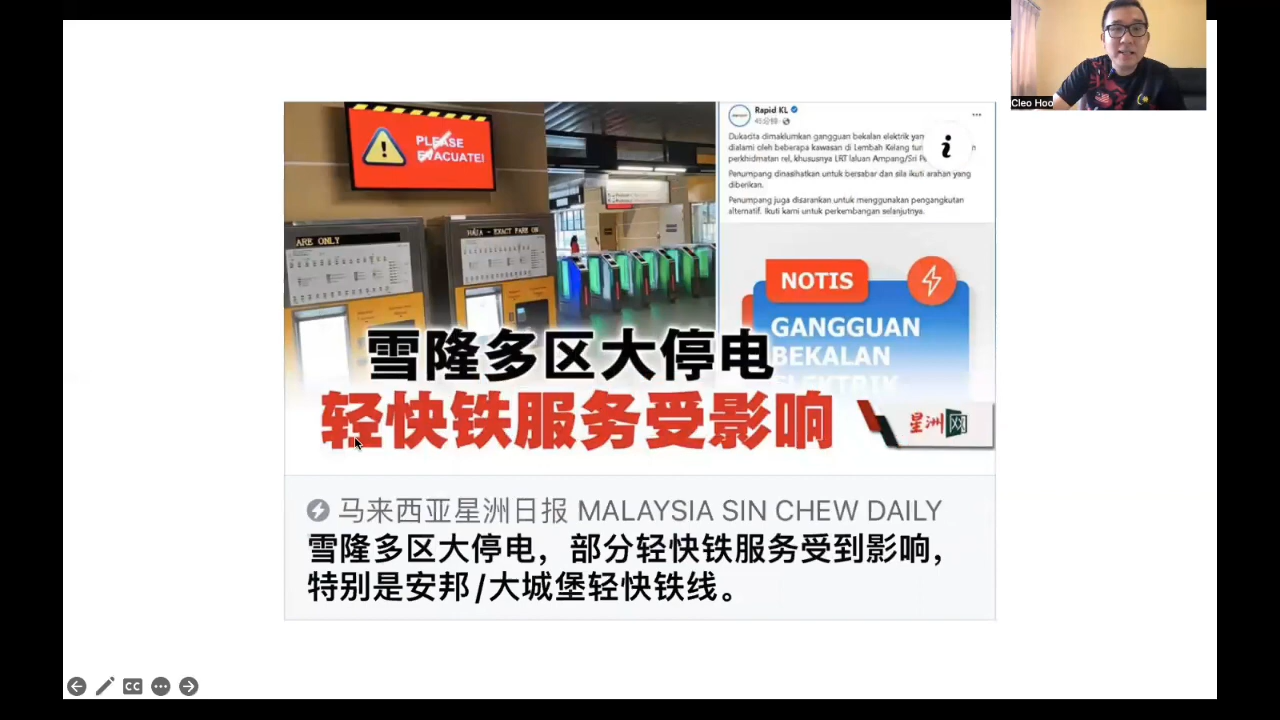 Cleo Hoo
PLEASE
EVACUATE!
ARE ONLY
EXACT FARE ON
Rapid KL
Dukacita dimaklumkan gangguan bekalan elektrik
dialami oleh beberapa kawasan di Lembah Kelang
perkhidmatan rel, khususnya LRT laluan Ampang/Sri
Penumpang dinasihatkan untuk bersabar dan sila ikuti arahan yang
diberikan.
Penumpang juga disarankan untuk menggunakan pengangkutan
alternatif. Ikuti kami untuk perkembangan selanjutnya.
i
NOTIS
GANGGUAN
BEKALAN
ELEKTRIK
雪隆多区大停电
轻快铁服务受影响
星洲网
马来西亚星洲日报 MALAYSIA SIN CHEW DAILY
雪隆多区大停电，部分轻快铁服务受到影响，
特别是安邦/大城堡轻快铁线。
CC